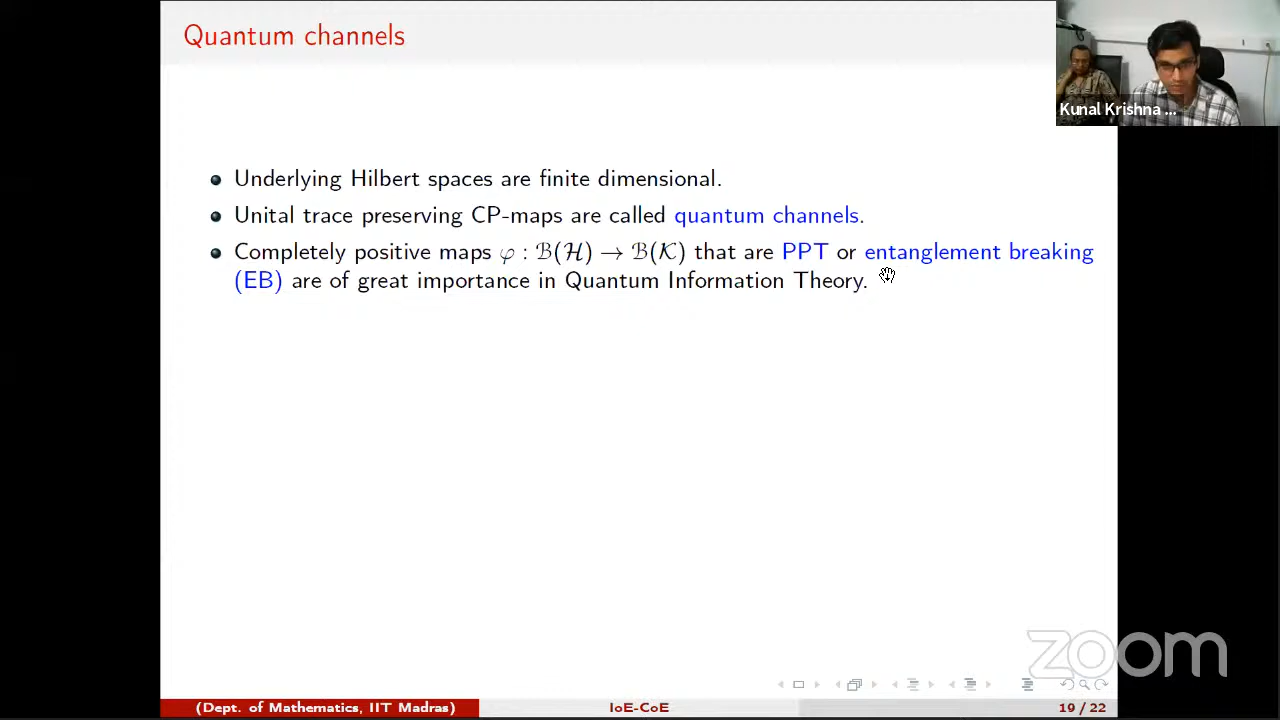 Quantum channels
Kunal Krishna ...
Underlying Hilbert spaces are finite dimensional.
Unital trace preserving CP-maps are called quantum channels.
Completely positive maps φ : ℬ(ℋ) → ℬ(𝒦) that are PPT or entanglement breaking
(EB) are of great importance in Quantum Information Theory.
zoom
(Dept. of Mathematics, IIT Madras) IoE-CoE 19 / 22